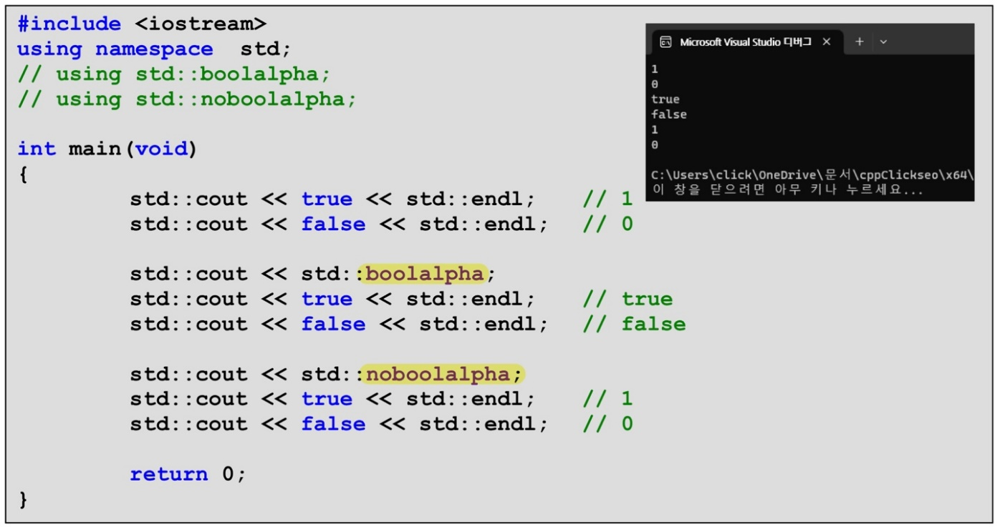 #include <iostream>
using namespace  std;
// using std::boolalpha;
// using std::noboolalpha;

int main(void)
{
        std::cout << true << std::endl;    // 1
        std::cout << false << std::endl;   // 0

        std::cout << std::boolalpha;
        std::cout << true << std::endl;    // true
        std::cout << false << std::endl;   // false

        std::cout << std::noboolalpha;
        std::cout << true << std::endl;    // 1
        std::cout << false << std::endl;   // 0

        return 0;
}
Microsoft Visual Studio 디버그 × + ⌄
1
0
true
false
1
0

C:\Users\click\OneDrive\문서\cppClickseo\x64\
이 창을 닫으려면 아무 키나 누르세요...